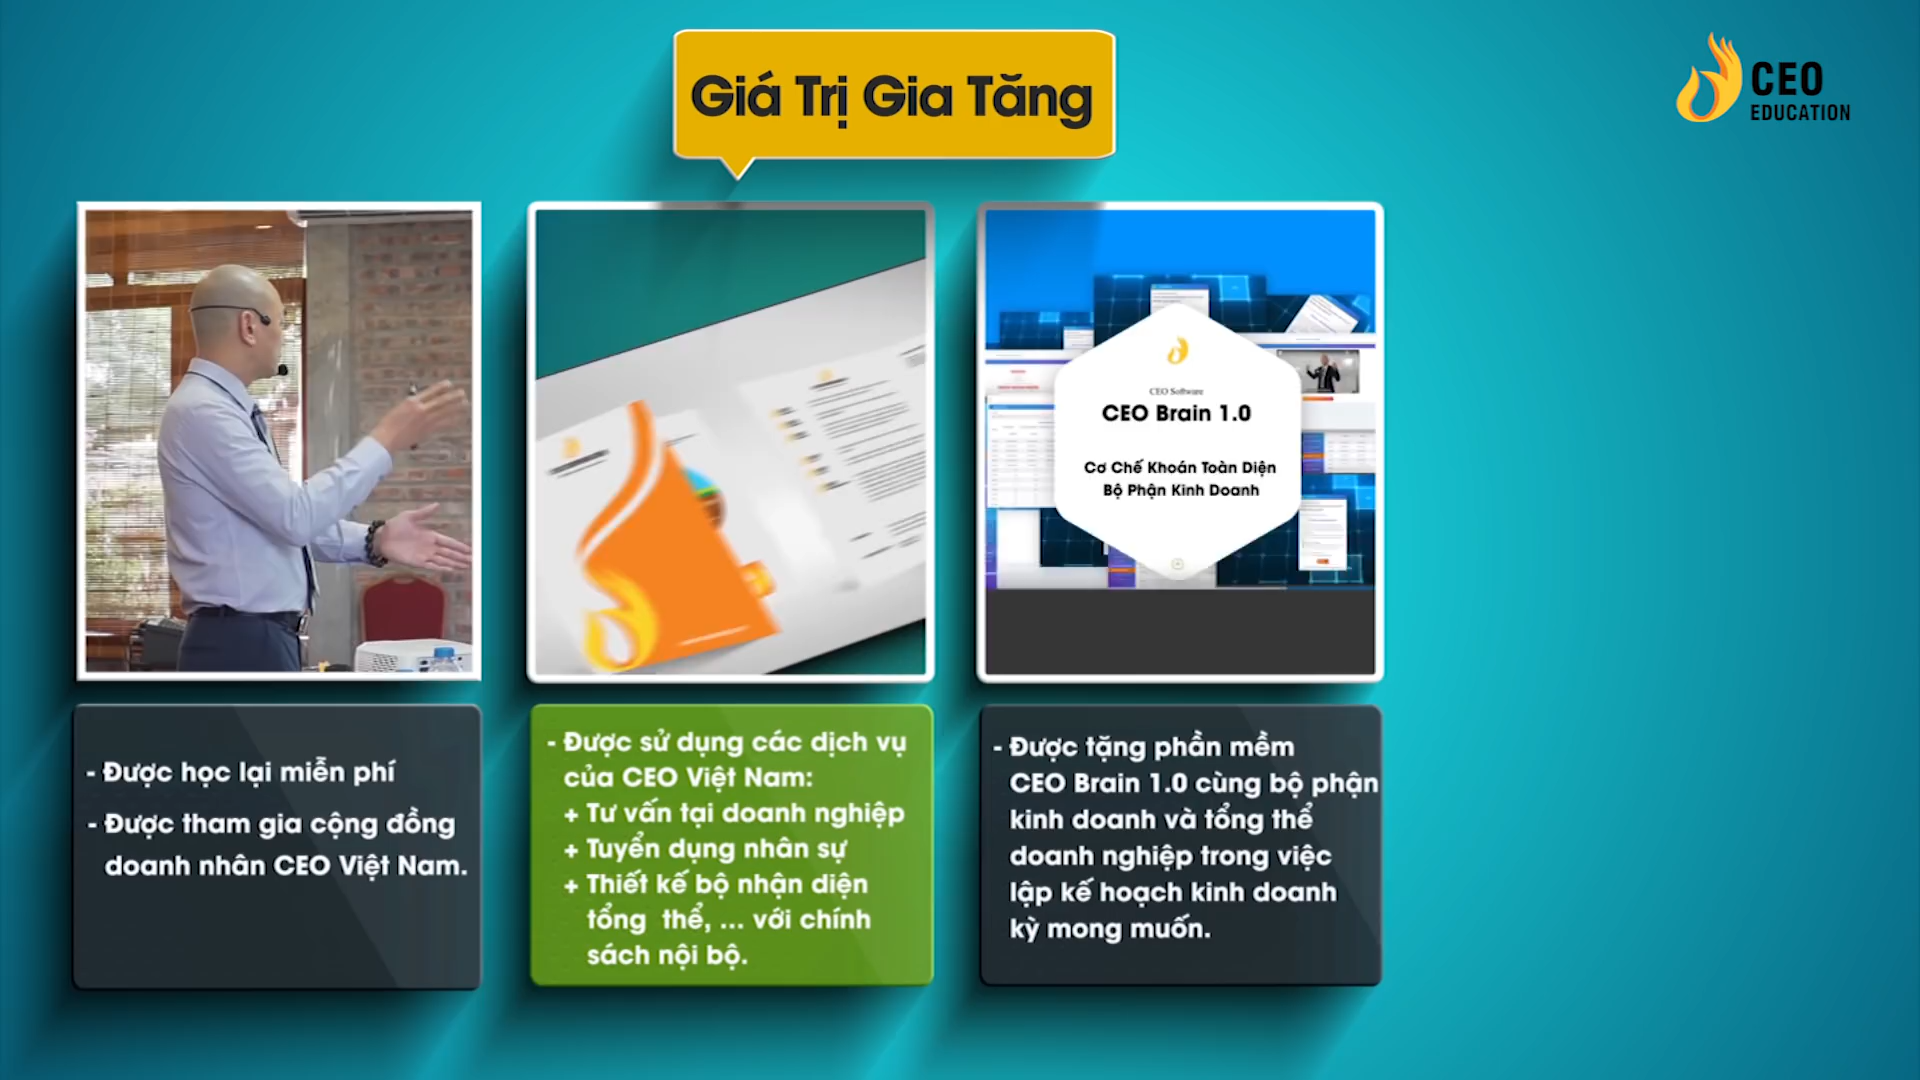 Giá Trị Gia Tăng
CEO
EDUCATION
CEO Software
CEO Brain 1.0
Cơ Chế Khoán Toàn Diện
Bộ Phận Kinh Doanh
- Được học lại miễn phí
- Được tham gia cộng đồng
doanh nhân CEO Việt Nam.
- Được sử dụng các dịch vụ
của CEO Việt Nam:
+ Tư vấn tại doanh nghiệp
+ Tuyển dụng nhân sự
+ Thiết kế bộ nhận diện
tổng thể, ... với chính
sách nội bộ.
- Được tặng phần mềm
CEO Brain 1.0 cùng bộ phận
kinh doanh và tổng thể
doanh nghiệp trong việc
lập kế hoạch kinh doanh
kỳ mong muốn.